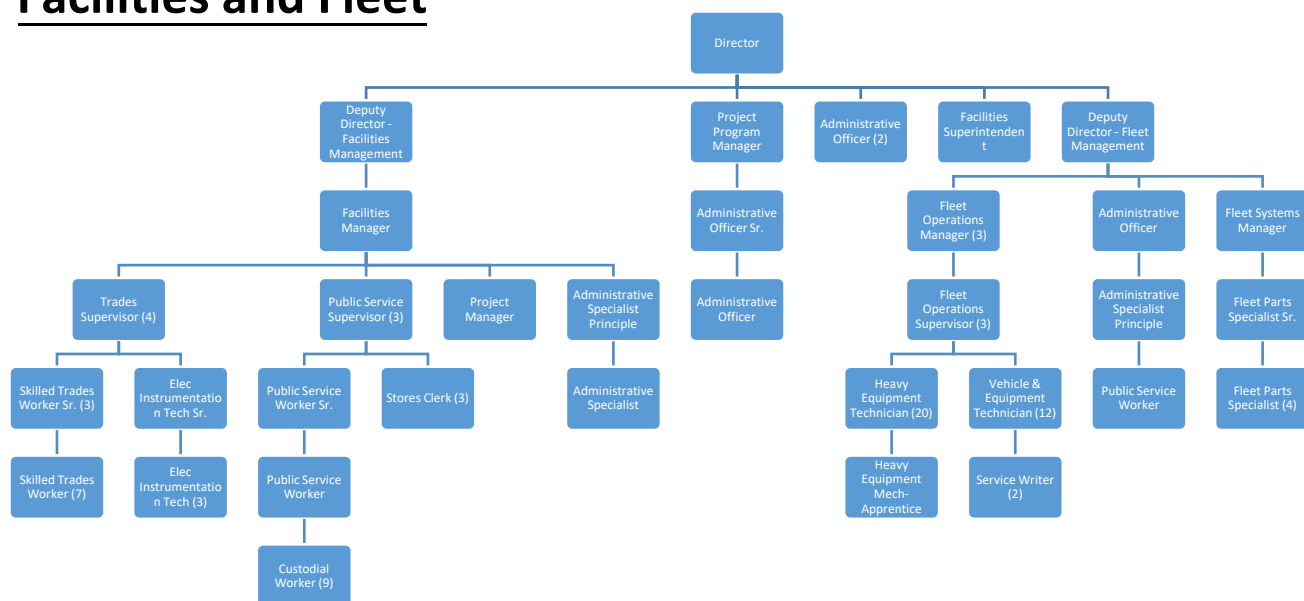 Facilities and Fleet
Director
Deputy
Director -
Facilities
Management
Project
Program
Manager
Administrative
Officer (2)
Facilities
Superintenden
t
Deputy
Director - Fleet
Management
Facilities
Manager
Administrative
Officer Sr.
Fleet
Operations
Manager (3)
Administrative
Officer
Fleet Systems
Manager
Trades
Supervisor (4)
Public Service
Supervisor (3)
Project
Manager
Administrative
Specialist
Principle
Administrative
Officer
Fleet
Operations
Supervisor (3)
Administrative
Specialist
Principle
Fleet Parts
Specialist Sr.
Skilled Trades
Worker Sr. (3)
Elec
Instrumentatio
n Tech Sr.
Public Service
Worker Sr.
Stores Clerk (3)
Administrative
Specialist
Heavy
Equipment
Technician (20)
Vehicle &
Equipment
Technician (12)
Public Service
Worker
Fleet Parts
Specialist (4)
Skilled Trades
Worker (7)
Elec
Instrumentatio
n Tech (3)
Public Service
Worker
Heavy
Equipment
Mech-
Apprentice
Service Writer
(2)
Custodial
Worker (9)